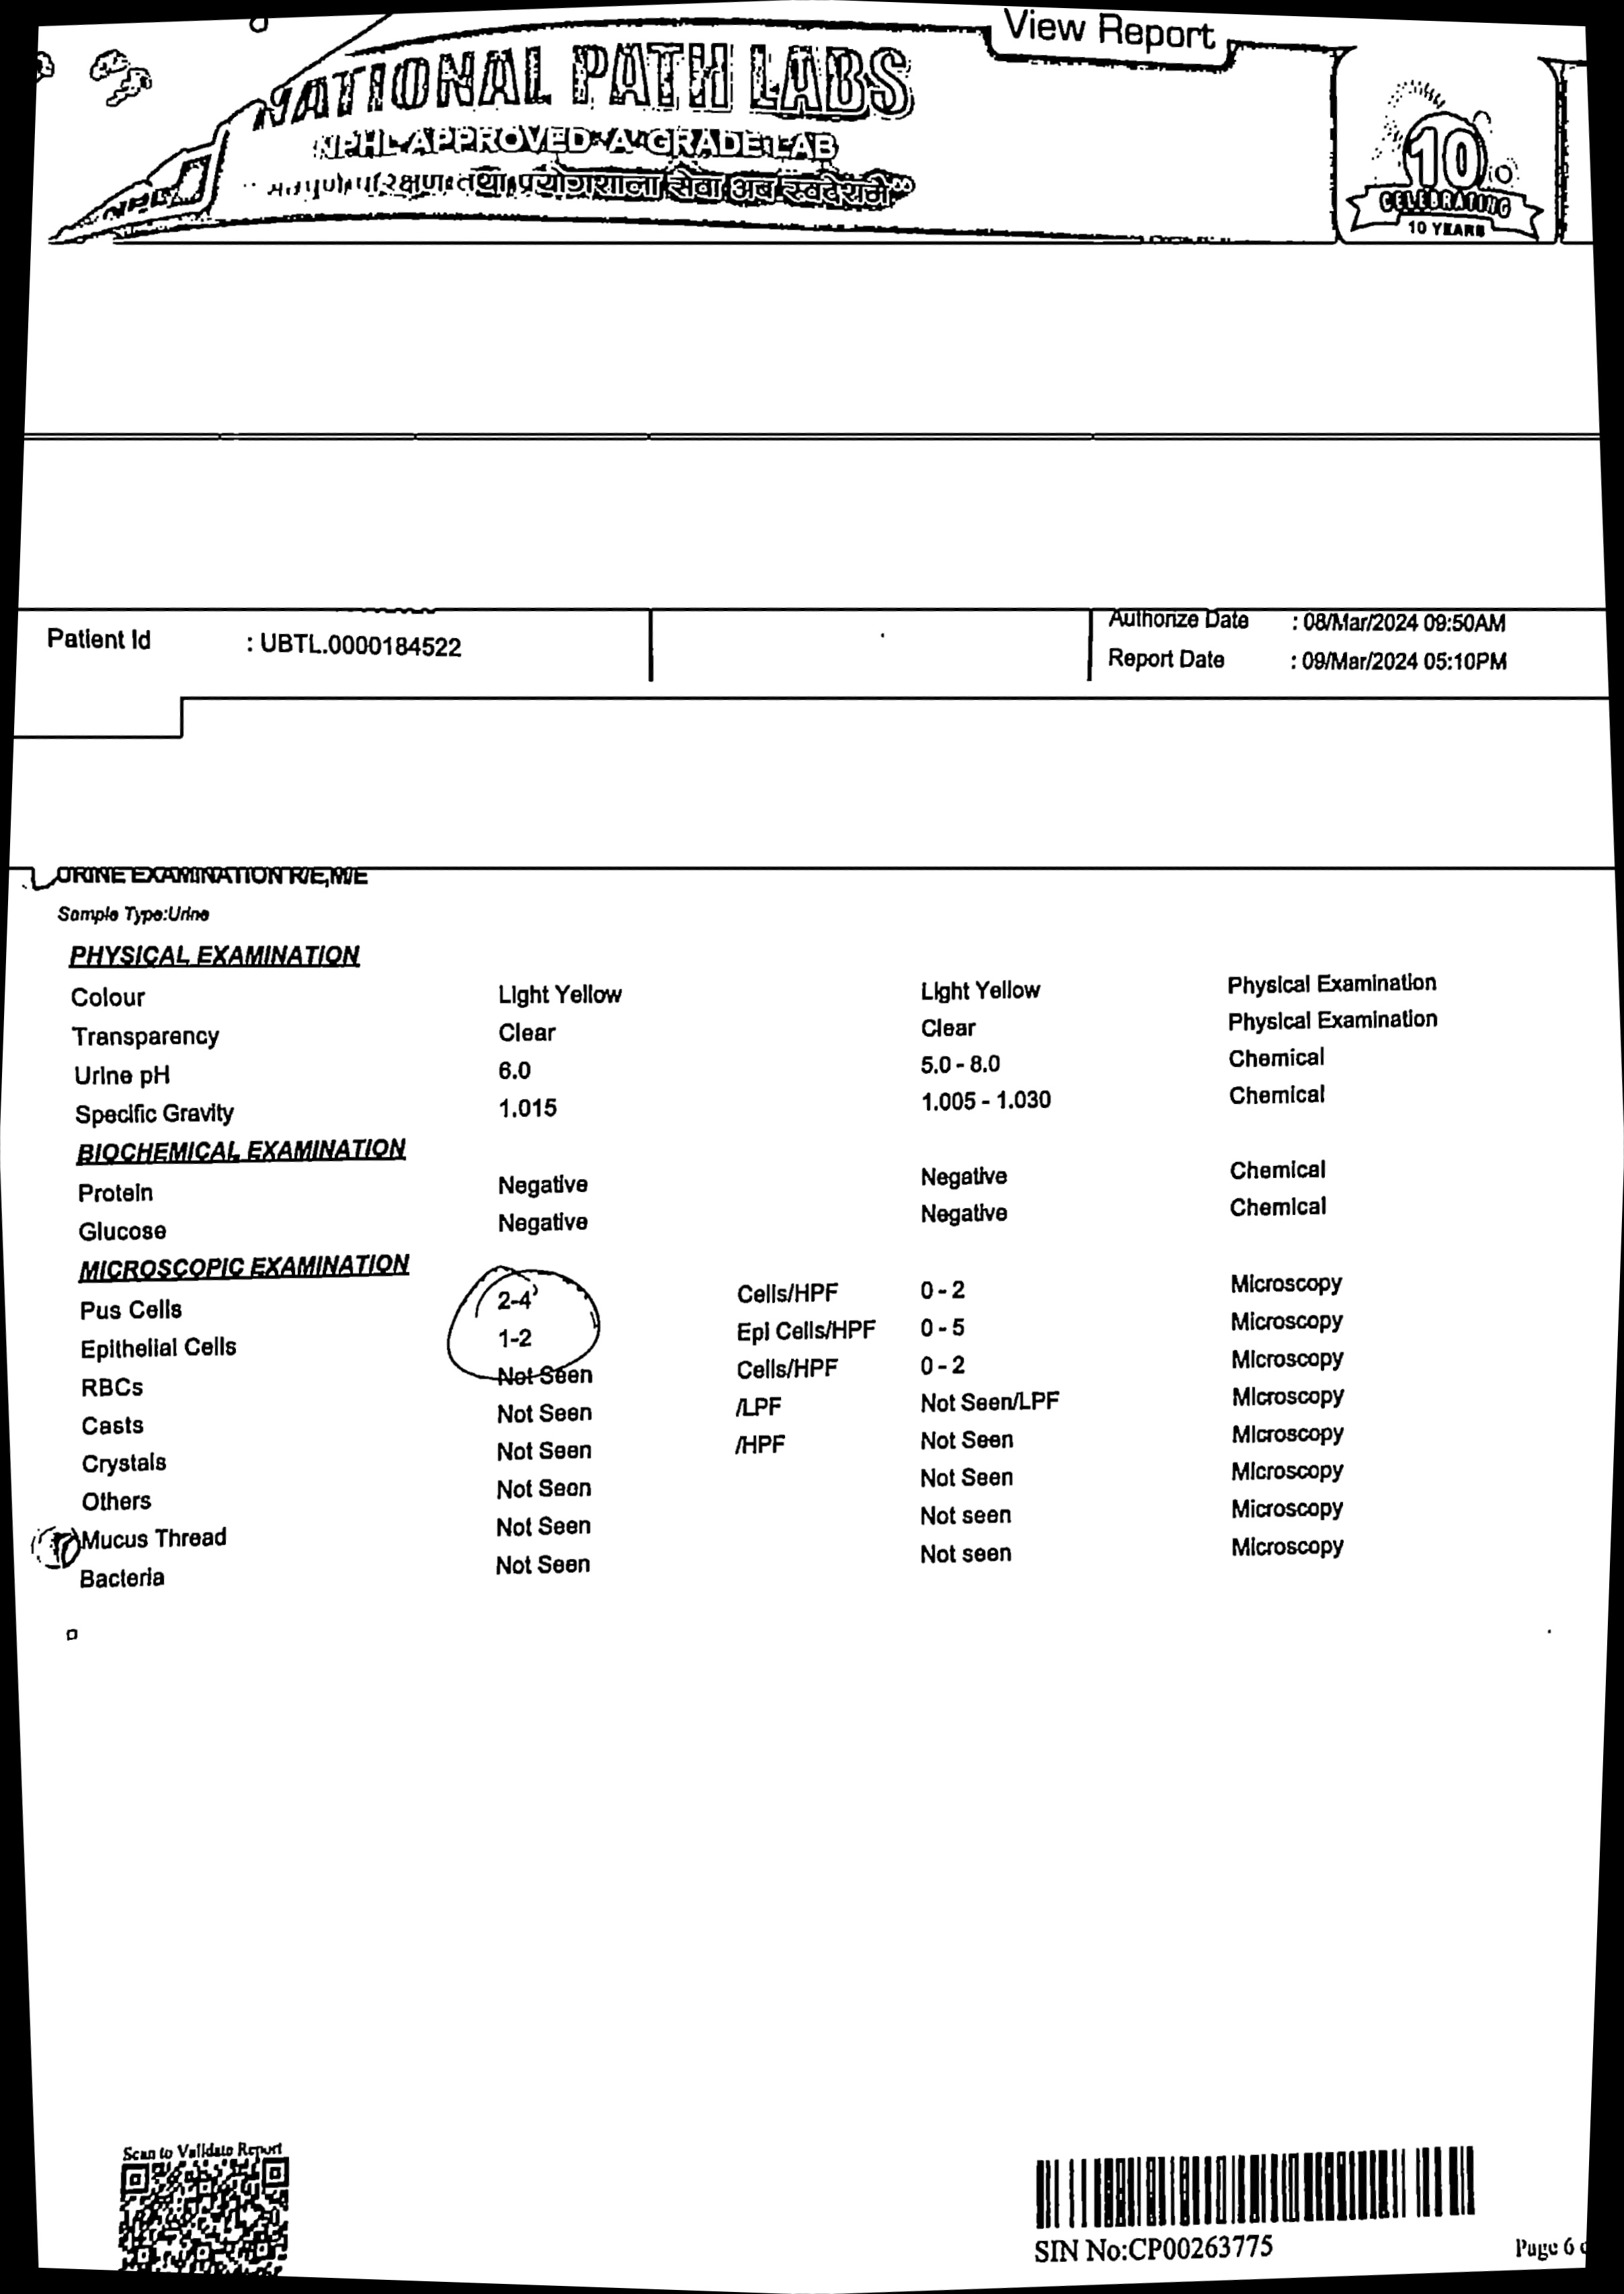 View Report
NATIONAL PATH LABS
NPHL APPROVED 'A' GRADE LAB
तथा प्रयोगशाला सेवा अब स्वदेशमै
10
CELEBRATING
10 YEARS
Patient Id : UBTL.0000184522
Authorize Date : 08/Mar/2024 09:50AM
Report Date : 09/Mar/2024 05:10PM
URINE EXAMINATION R/E,M/E
Sample Type:Urine
PHYSICAL EXAMINATION
Colour Light Yellow Light Yellow Physical Examination
Transparency Clear Clear Physical Examination
Urine pH 6.0 5.0 - 8.0 Chemical
Specific Gravity 1.015 1.005 - 1.030 Chemical
BIOCHEMICAL EXAMINATION
Protein Negative Negative Chemical
Glucose Negative Negative Chemical
MICROSCOPIC EXAMINATION
Pus Cells 2-4 Cells/HPF 0 - 2 Microscopy
Epithelial Cells 1-2 Epi Cells/HPF 0 - 5 Microscopy
RBCs Not Seen Cells/HPF 0 - 2 Microscopy
Casts Not Seen /LPF Not Seen/LPF Microscopy
Crystals Not Seen /HPF Not Seen Microscopy
Others Not Seen Not Seen Microscopy
Mucus Thread Not Seen Not seen Microscopy
Bacteria Not Seen Not seen Microscopy
Scan to Validate Report
SIN No:CP00263775
Page 6